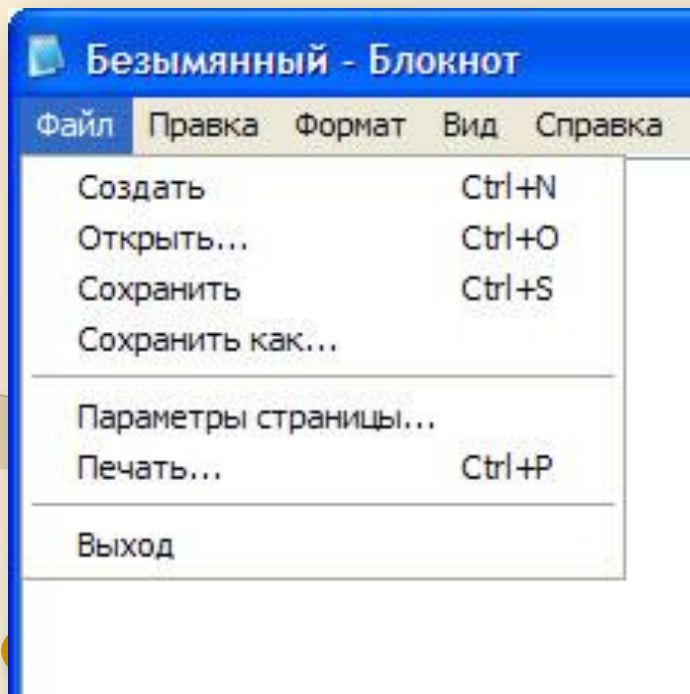 Безымянный - Блокнот
Файл Правка Формат Вид Справка
Создать Ctrl+N
Открыть... Ctrl+O
Сохранить Ctrl+S
Сохранить как...
Параметры страницы...
Печать... Ctrl+P
Выход